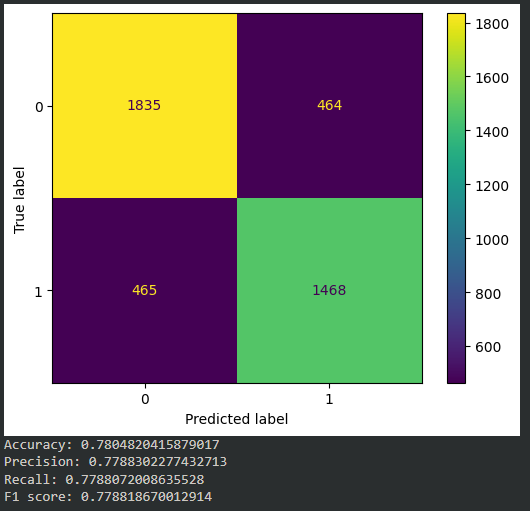 1800
1600
1400
1200
1000
800
600
True label
0
1835
464
1
465
1468
0
1
Predicted label
Accuracy: 0.7804820415879017
Precision: 0.7788302277432713
Recall: 0.7788072008635528
F1 score: 0.778818670012914